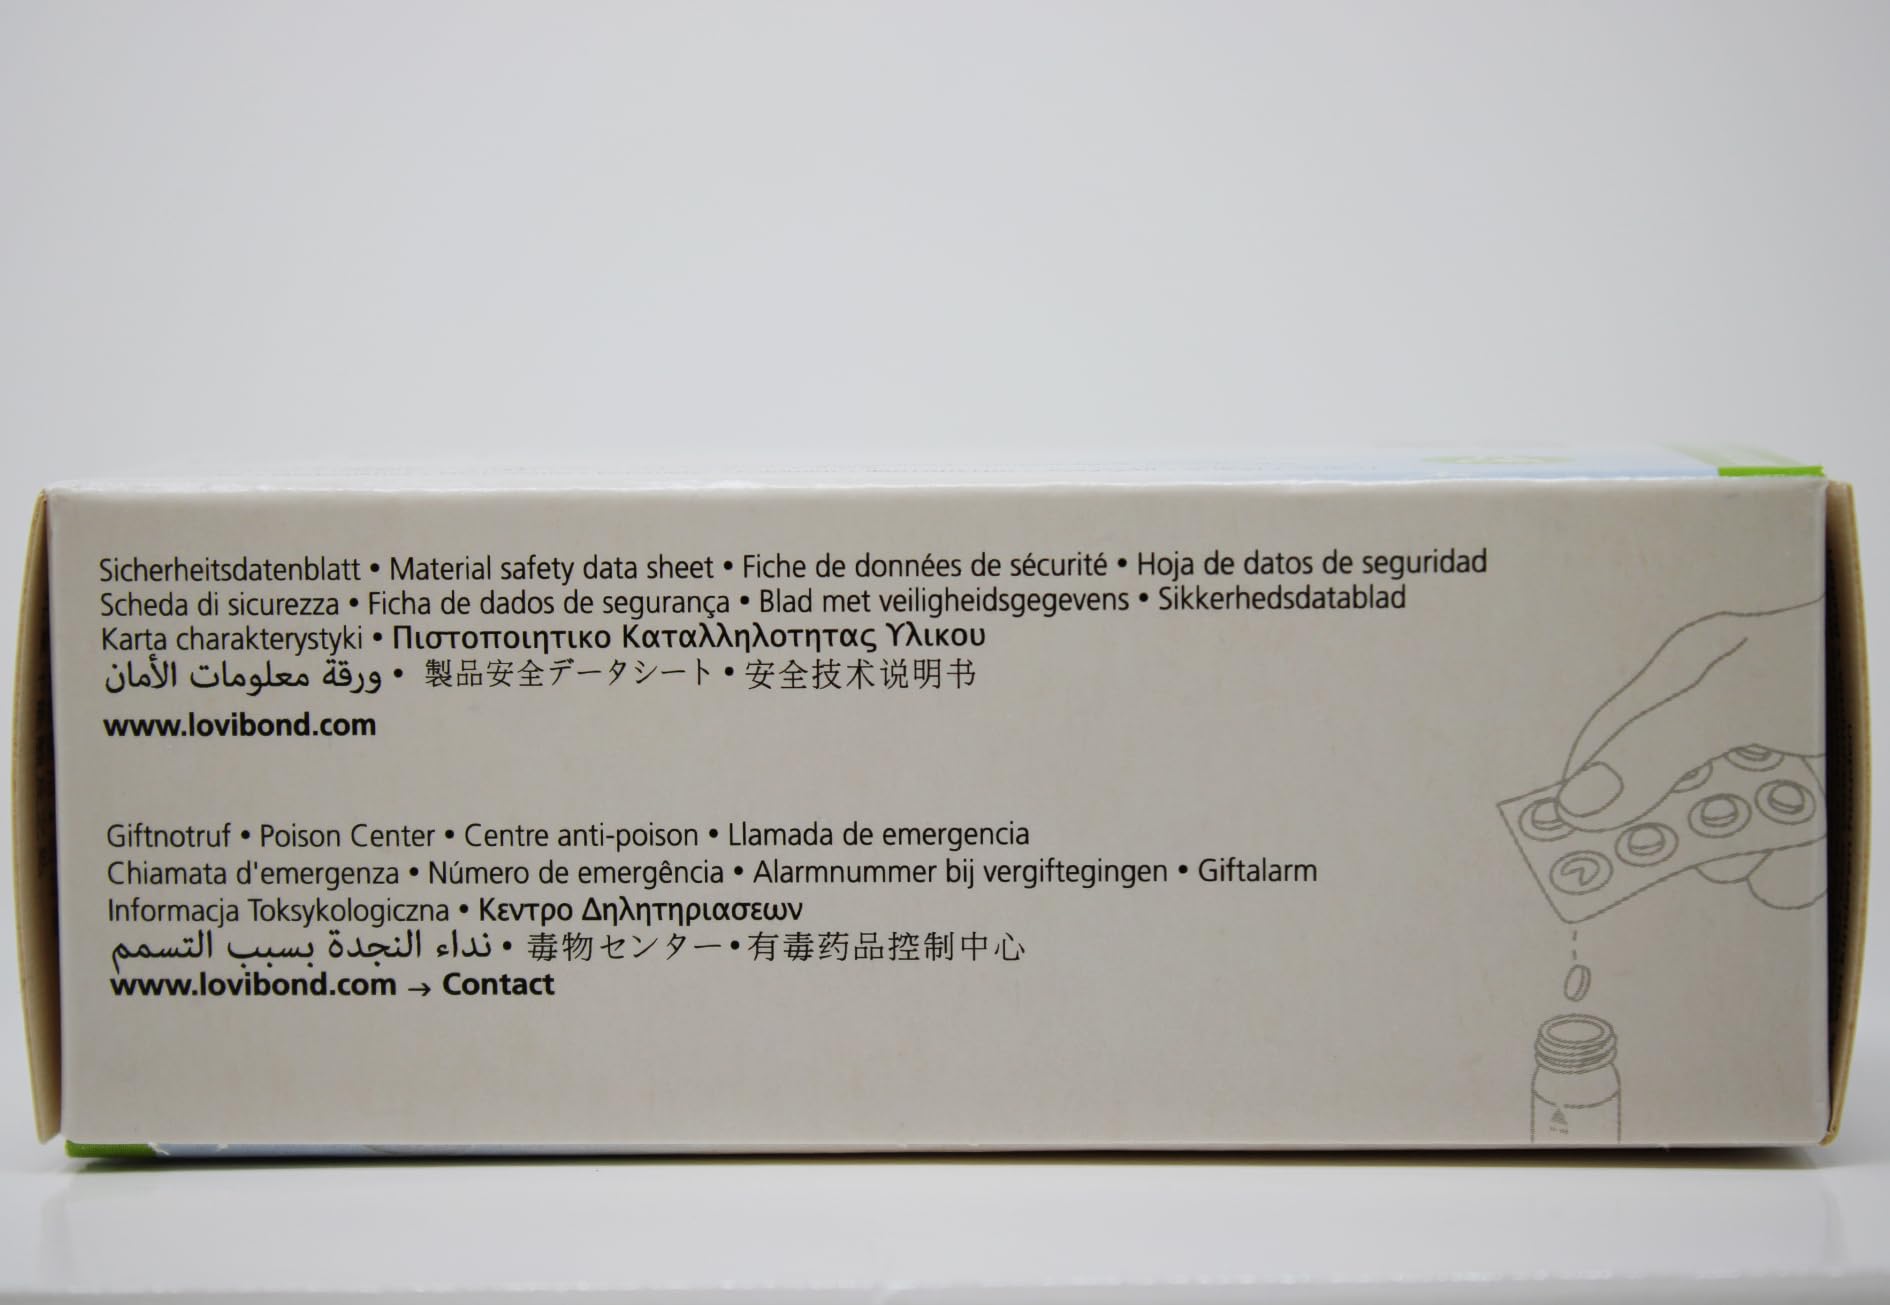 Sicherheitsdatenblatt • Material safety data sheet • Fiche de données de sécurité • Hoja de datos de seguridad
Scheda di sicurezza • Ficha de dados de segurança • Blad met veiligheidsgegevens • Sikkerhedsdatablad
Karta charakterystyki • Πιστοποιητικο Καταλληλοτητας Υλικου
ورقة معلومات الأمان • 製品安全データシート • 安全技术说明书
www.lovibond.com
Giftnotruf • Poison Center • Centre anti-poison • Llamada de emergencia
Chiamata d'emergenza • Número de emergência • Alarmnummer bij vergiftegingen • Giftalarm
Informacja Toksykologiczna • Κεντρο Δηλητηριασεων
نداء النجدة بسبب التسمم • 毒物センター • 有毒药品控制中心
www.lovibond.com → Contact